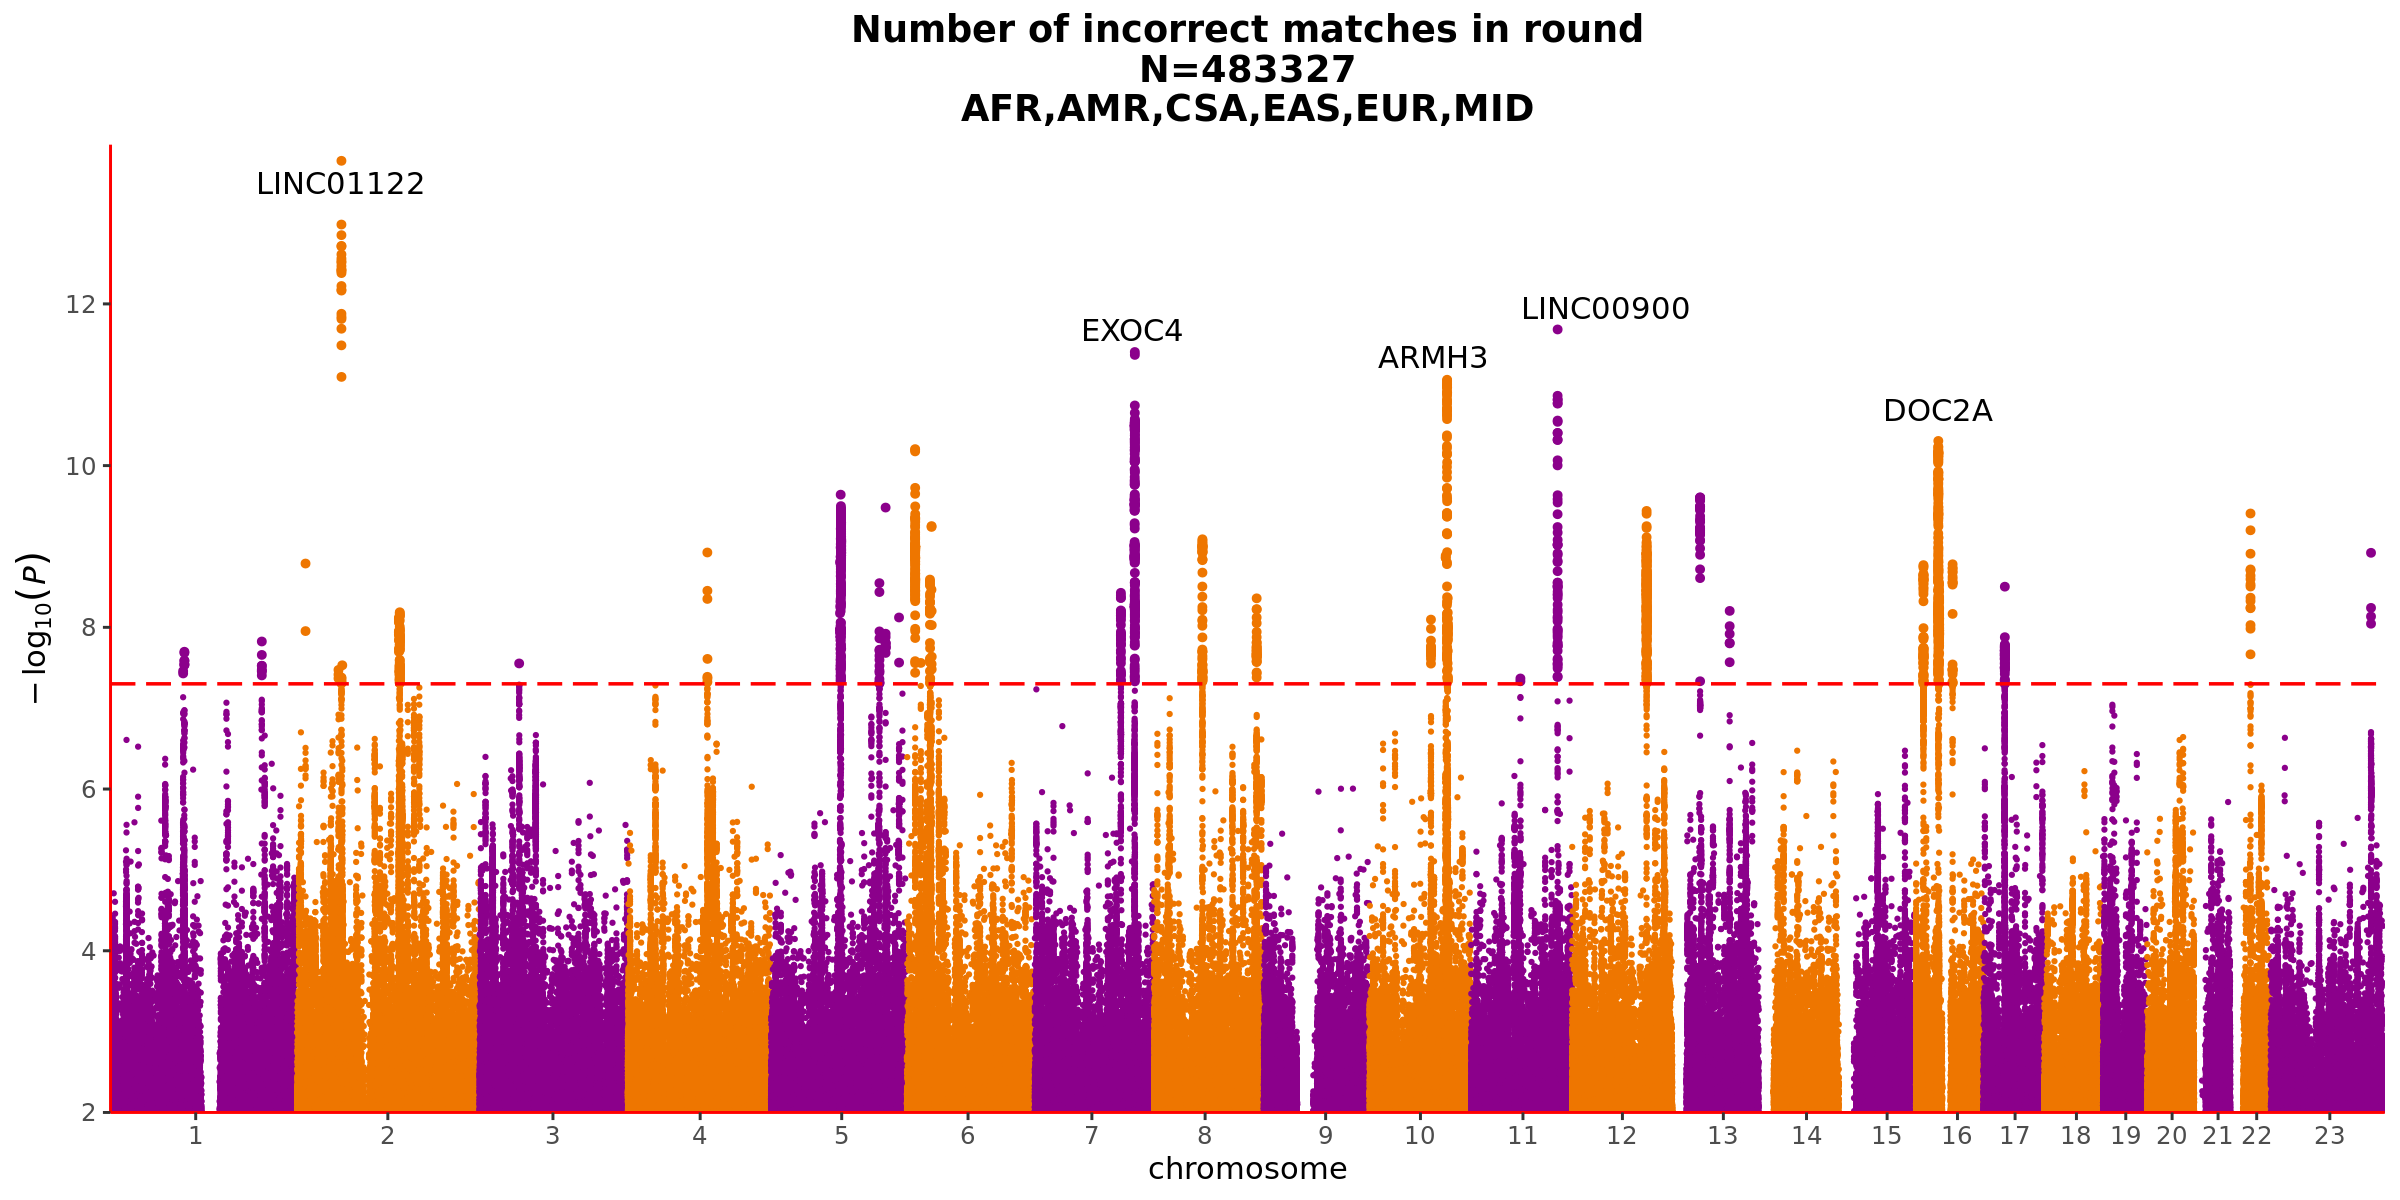 Number of incorrect matches in round
N=483327
AFR,AMR,CSA,EAS,EUR,MID
LINC01122
LINC00900
EXOC4
ARMH3
DOC2A
12
10
8
6
4
2
−log10(P)
1 2 3 4 5 6 7 8 9 10 11 12 13 14 15 16 17 18 19 20 21 22 23
chromosome